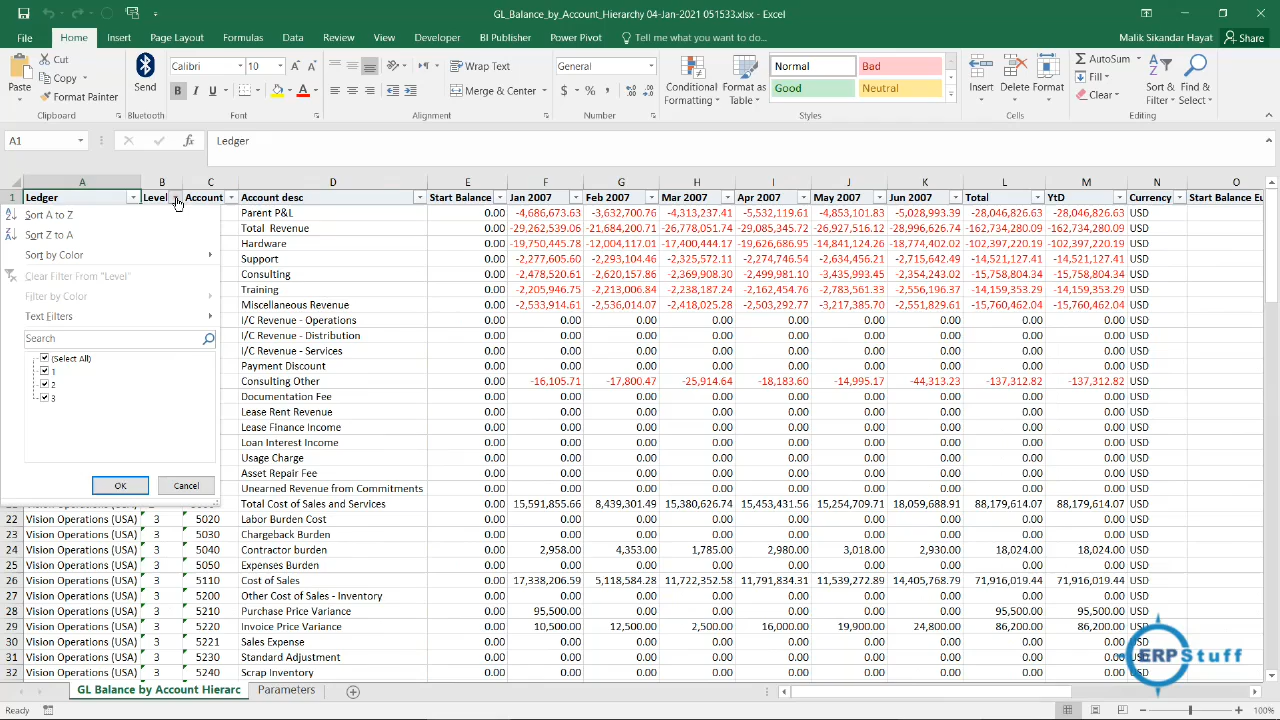 GL_Balance_by_Account_Hierarchy 04-Jan-2021 051533.xlsx - Excel
File Home Insert Page Layout Formulas Data Review View Developer Blitz Report Power Pivot Tell me what you want to do... Malik Sikandar Hayat Share
Cut Calibri 10 Wrap Text General Normal Bad AutoSum
Copy Fill
Paste Format Painter Send B I U Merge & Center $ % , Conditional Formatting Format as Table Good Neutral Insert Delete Format Clear Sort & Filter Find & Select
Clipboard Bluetooth Font Alignment Number Styles Cells Editing
A1 fx Ledger
A B C D E F G H I J K L M N O
1 Ledger Level Account Account desc Start Balance Jan 2007 Feb 2007 Mar 2007 Apr 2007 May 2007 Jun 2007 Total YtD Currency Start Balance Eu
Sort A to Z
Sort Z to A
Sort by Color
Clear Filter From "Level"
Filter by Color
Text Filters
Search
(Select All)
1
2
3
OK Cancel
Parent P&L 0.00 -4,686,673.63 -3,632,700.76 -4,313,237.41 -5,532,119.61 -4,853,101.83 -5,028,993.39 -28,046,826.63 -28,046,826.63 USD
Total Revenue 0.00 -29,262,539.06 -21,684,200.71 -26,778,051.74 -29,085,345.72 -26,927,516.12 -28,996,626.74 -162,734,280.09 -162,734,280.09 USD
Hardware 0.00 -19,750,445.78 -12,004,117.01 -17,400,444.17 -19,626,686.95 -14,841,124.26 -18,774,402.02 -102,397,220.19 -102,397,220.19 USD
Support 0.00 -2,277,605.60 -2,293,104.46 -2,325,572.11 -2,274,746.54 -2,634,456.21 -2,715,642.49 -14,521,127.41 -14,521,127.41 USD
Consulting 0.00 -2,478,520.61 -2,620,157.86 -2,369,908.30 -2,499,981.10 -3,435,993.45 -2,354,243.02 -15,758,804.34 -15,758,804.34 USD
Training 0.00 -2,205,946.75 -2,213,006.84 -2,238,187.24 -2,162,454.76 -2,783,561.33 -2,556,196.37 -14,159,353.29 -14,159,353.29 USD
Miscellaneous Revenue 0.00 -2,533,914.61 -2,536,014.07 -2,418,025.28 -2,503,292.77 -3,217,385.70 -2,551,829.61 -15,760,462.04 -15,760,462.04 USD
I/C Revenue - Operations 0.00 0.00 0.00 0.00 0.00 0.00 0.00 0.00 0.00 USD
I/C Revenue - Distribution 0.00 0.00 0.00 0.00 0.00 0.00 0.00 0.00 0.00 USD
I/C Revenue - Services 0.00 0.00 0.00 0.00 0.00 0.00 0.00 0.00 0.00 USD
Payment Discount 0.00 0.00 0.00 0.00 0.00 0.00 0.00 0.00 0.00 USD
Consulting Other 0.00 -16,105.71 -17,800.47 -25,914.64 -18,183.60 -14,995.17 -44,313.23 -137,312.82 -137,312.82 USD
Documentation Fee 0.00 0.00 0.00 0.00 0.00 0.00 0.00 0.00 0.00 USD
Lease Rent Revenue 0.00 0.00 0.00 0.00 0.00 0.00 0.00 0.00 0.00 USD
Lease Finance Income 0.00 0.00 0.00 0.00 0.00 0.00 0.00 0.00 0.00 USD
Loan Interest Income 0.00 0.00 0.00 0.00 0.00 0.00 0.00 0.00 0.00 USD
Usage Charge 0.00 0.00 0.00 0.00 0.00 0.00 0.00 0.00 0.00 USD
Asset Repair Fee 0.00 0.00 0.00 0.00 0.00 0.00 0.00 0.00 0.00 USD
Unearned Revenue from Commitments 0.00 0.00 0.00 0.00 0.00 0.00 0.00 0.00 0.00 USD
Total Cost of Sales and Services 0.00 15,591,855.66 8,439,301.49 15,380,626.74 15,453,431.56 15,254,709.71 18,059,688.91 88,179,614.07 88,179,614.07 USD
22 Vision Operations (USA) 3 5020 Labor Burden Cost 0.00 0.00 0.00 0.00 0.00 0.00 0.00 0.00 0.00 USD
23 Vision Operations (USA) 3 5030 Chargeback Burden 0.00 0.00 0.00 0.00 0.00 0.00 0.00 0.00 0.00 USD
24 Vision Operations (USA) 3 5040 Contractor burden 0.00 2,958.00 4,353.00 1,785.00 2,980.00 3,018.00 2,930.00 18,024.00 18,024.00 USD
25 Vision Operations (USA) 3 5050 Expenses Burden 0.00 0.00 0.00 0.00 0.00 0.00 0.00 0.00 0.00 USD
26 Vision Operations (USA) 3 5110 Cost of Sales 0.00 17,338,206.59 5,118,584.28 11,722,352.58 11,791,834.31 11,539,272.89 14,405,768.79 71,916,019.44 71,916,019.44 USD
27 Vision Operations (USA) 3 5200 Other Cost of Sales - Inventory 0.00 0.00 0.00 0.00 0.00 0.00 0.00 0.00 0.00 USD
28 Vision Operations (USA) 3 5210 Purchase Price Variance 0.00 95,500.00 0.00 0.00 0.00 0.00 0.00 95,500.00 95,500.00 USD
29 Vision Operations (USA) 3 5220 Invoice Price Variance 0.00 10,500.00 12,500.00 2,500.00 16,000.00 19,900.00 24,800.00 86,200.00 86,200.00 USD
30 Vision Operations (USA) 3 5221 Sales Expense 0.00 0.00 0.00 0.00 0.00 0.00 0.00 0.00 0.00
31 Vision Operations (USA) 3 5230 Standard Adjustment 0.00 0.00 0.00 0.00 0.00 0.00 0.00 0.00 0.00
32 Vision Operations (USA) 3 5240 Scrap Inventory 0.00 0.00 0.00 0.00 0.00 0.00 0.00 0.00 0.00
ERPStuff
GL Balance by Account Hierarc Parameters
Ready 100%